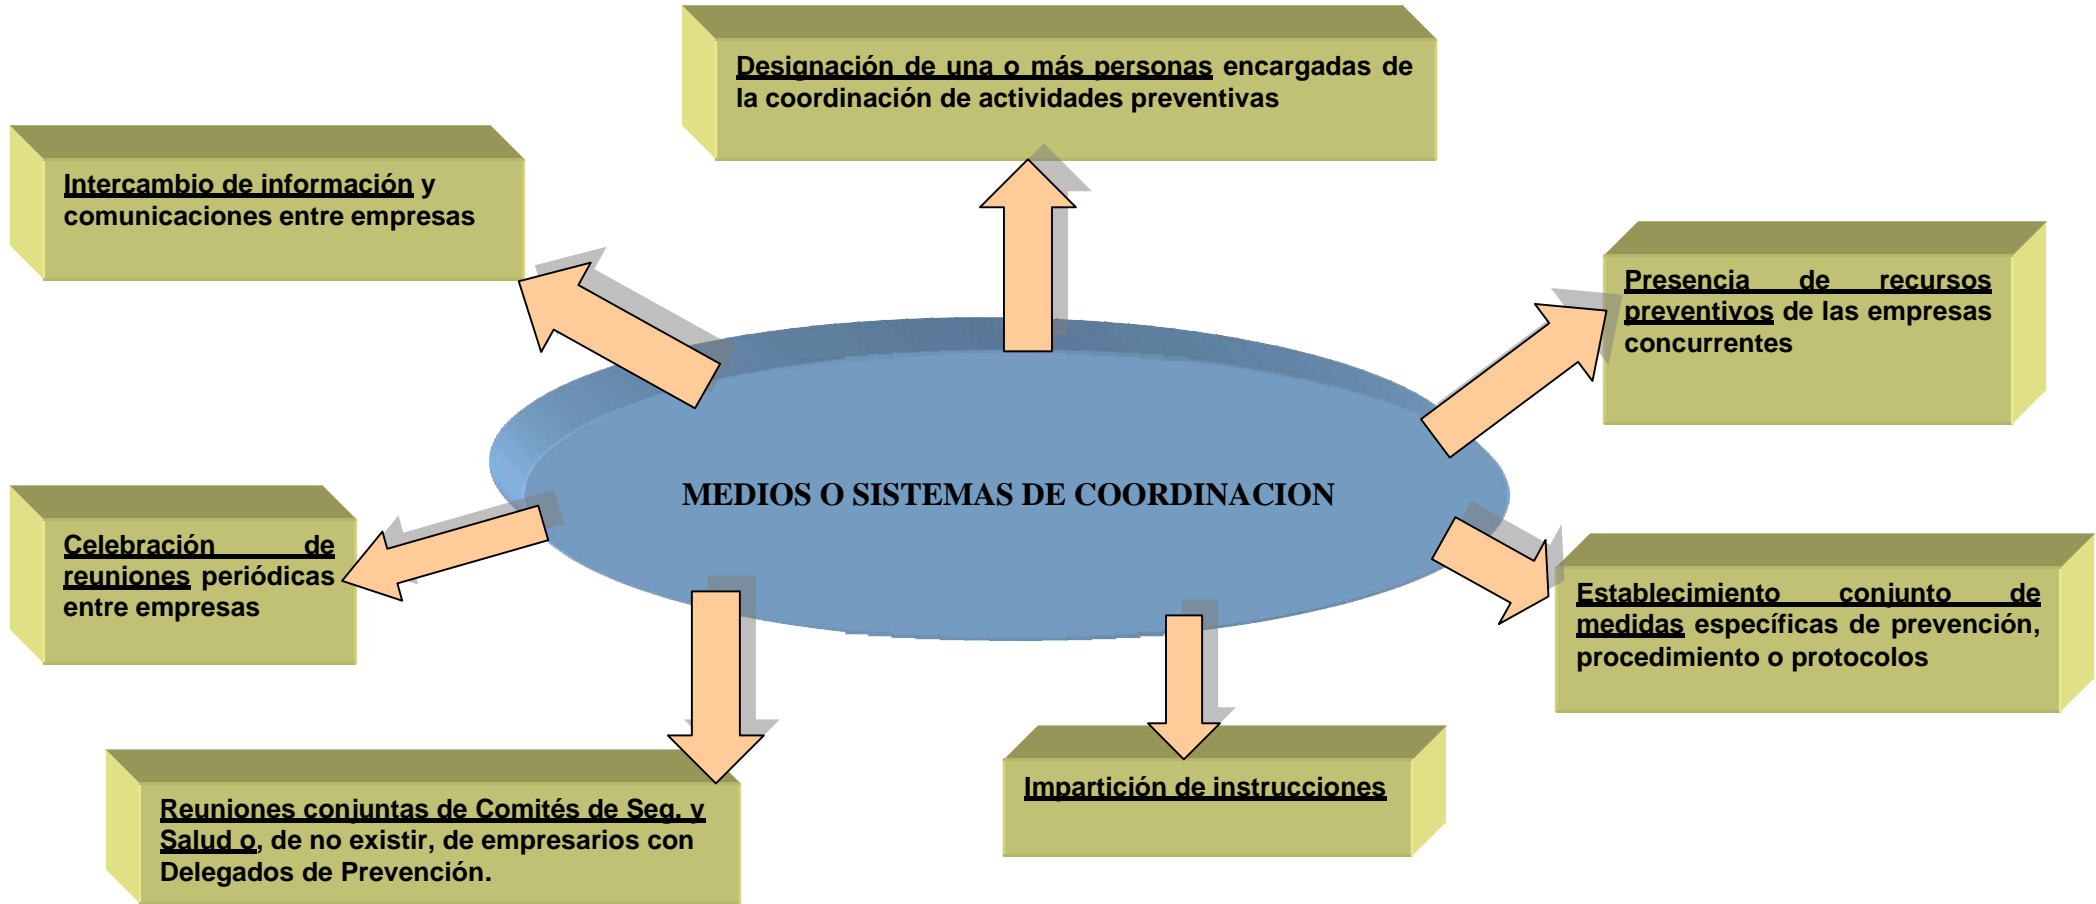 Designación de una o más personas encargadas de
la coordinación de actividades preventivas
Intercambio de información y
comunicaciones entre empresas
Presencia de recursos
preventivos de las empresas
concurrentes
MEDIOS O SISTEMAS DE COORDINACION
Celebración de
reuniones periódicas
entre empresas
Establecimiento conjunto de
medidas específicas de prevención,
procedimiento o protocolos
Reuniones conjuntas de Comités de Seg. y
Salud o, de no existir, de empresarios con
Delegados de Prevención.
Impartición de instrucciones